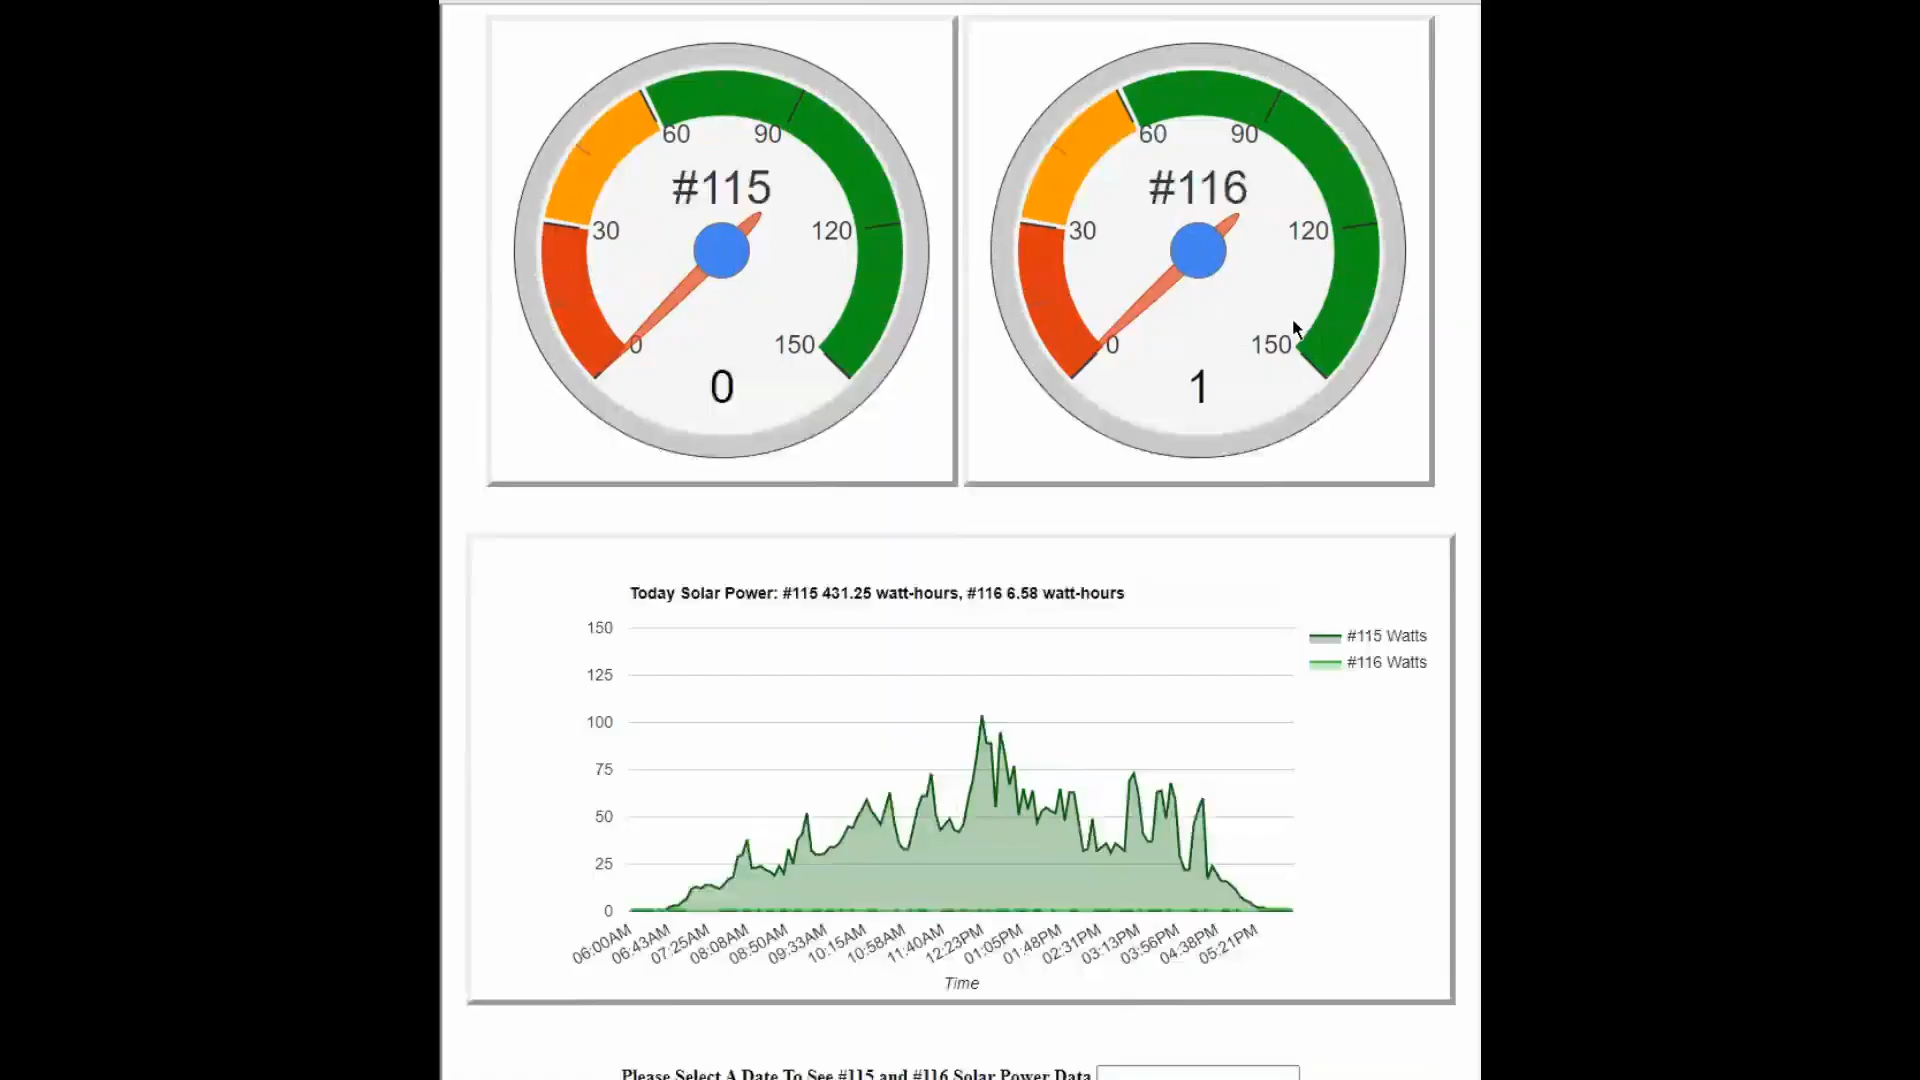 60 90
#115
30 120
0 150
0
60 90
#116
30 120
0 150
1
Today Solar Power: #115 431.25 watt-hours, #116 6.58 watt-hours
150
125
100
75
50
25
0
#115 Watts
#116 Watts
06:00AM 06:43AM 07:25AM 08:08AM 08:50AM 09:33AM 10:15AM 10:58AM 11:40AM 12:23PM 01:05PM 01:48PM 02:31PM 03:13PM 03:56PM 04:38PM 05:21PM
Time
Please Select A Date To See #115 and #116 Solar Power Data